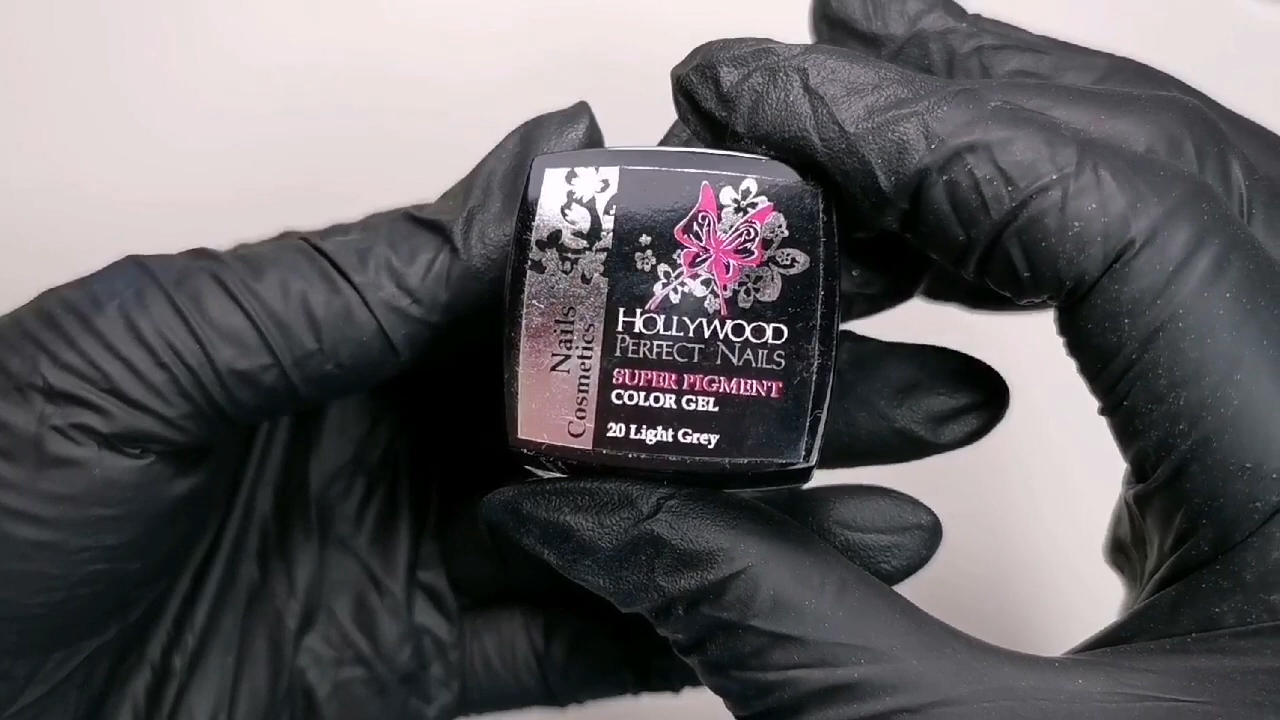 Nails
Cosmetics
HOLLYWOOD
PERFECT NAILS
SUPER PIGMENT
COLOR GEL
20 Light Grey